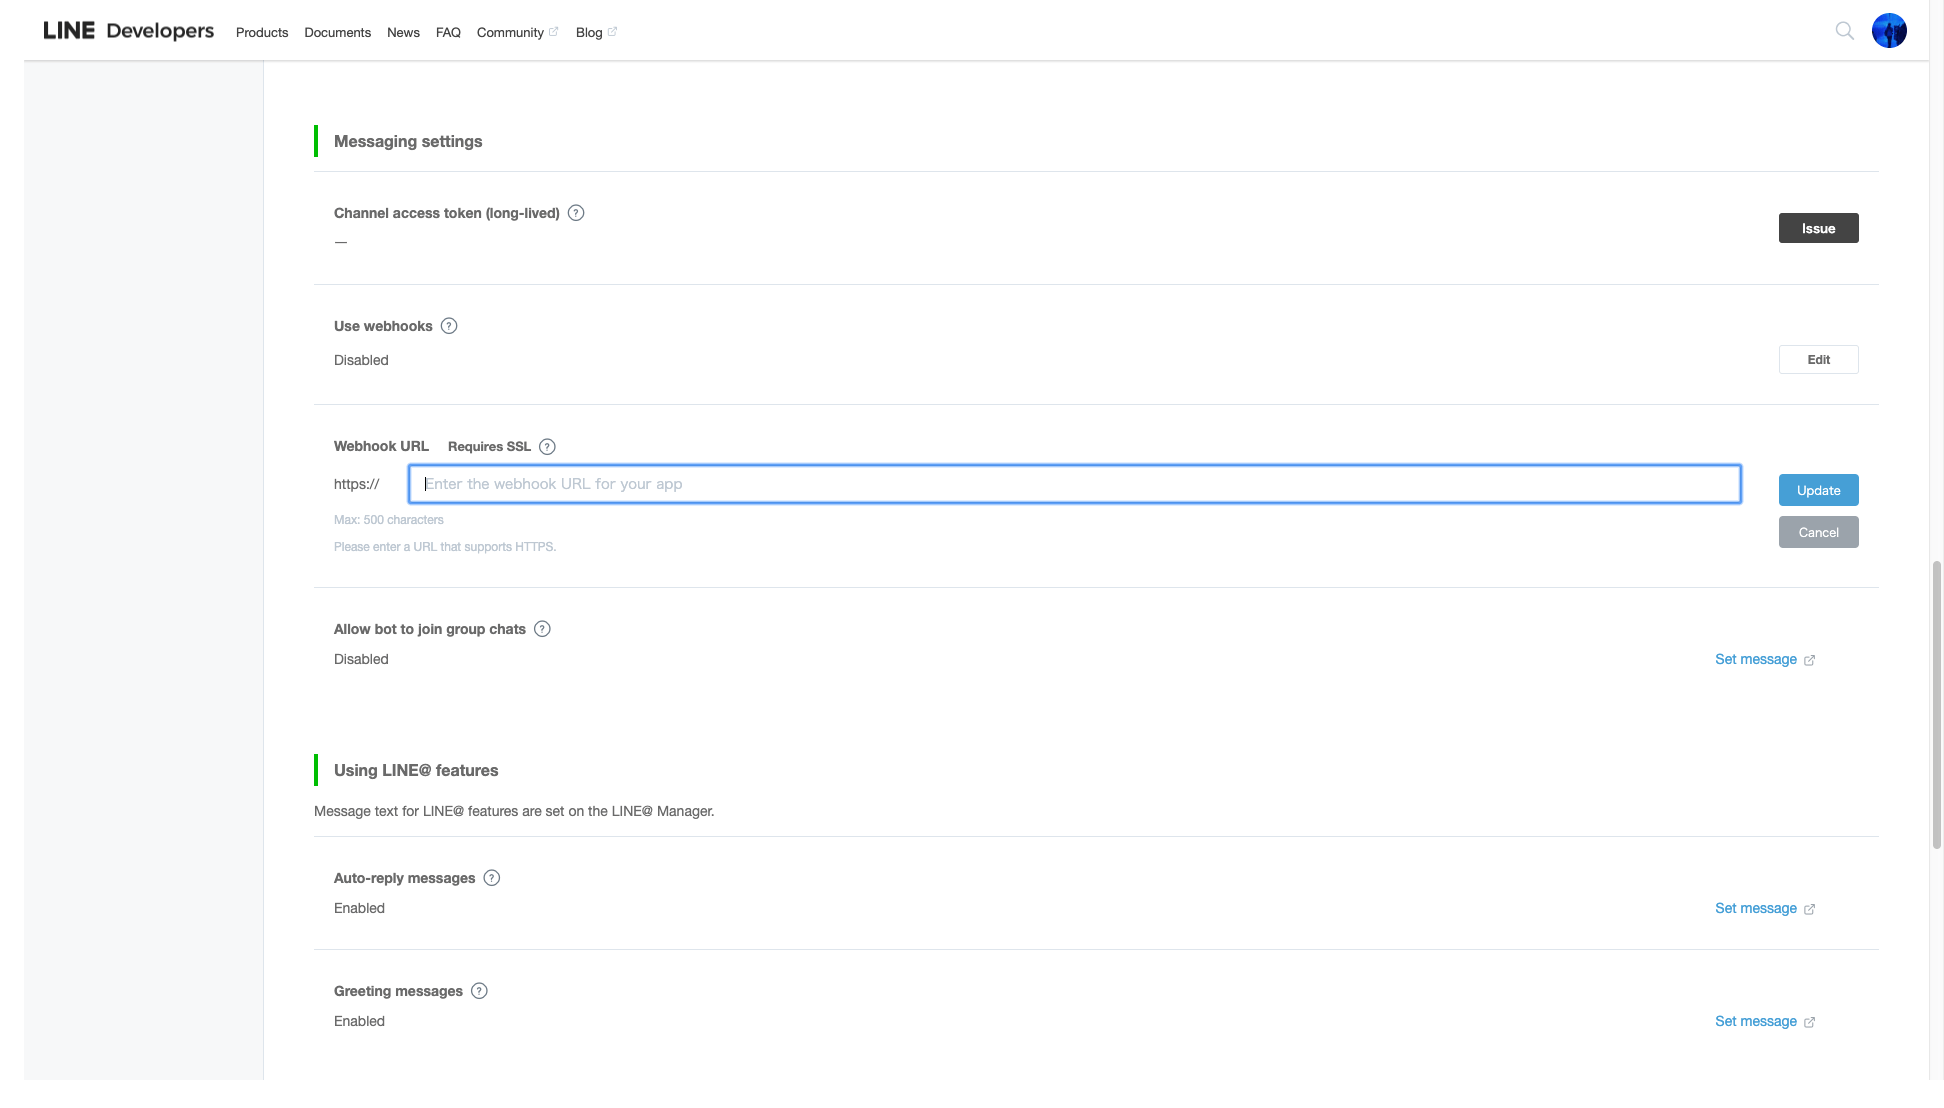 LINE Developers Products Documents News FAQ Community Blog
Messaging settings
Channel access token (long-lived) ?
—
Issue
Use webhooks ?
Disabled
Edit
Webhook URL Requires SSL ?
https:// Enter the webhook URL for your app
Update
Max: 500 characters
Cancel
Please enter a URL that supports HTTPS.
Allow bot to join group chats ?
Disabled
Set message
Using LINE@ features
Message text for LINE@ features are set on the LINE@ Manager.
Auto-reply messages ?
Enabled
Set message
Greeting messages ?
Enabled
Set message